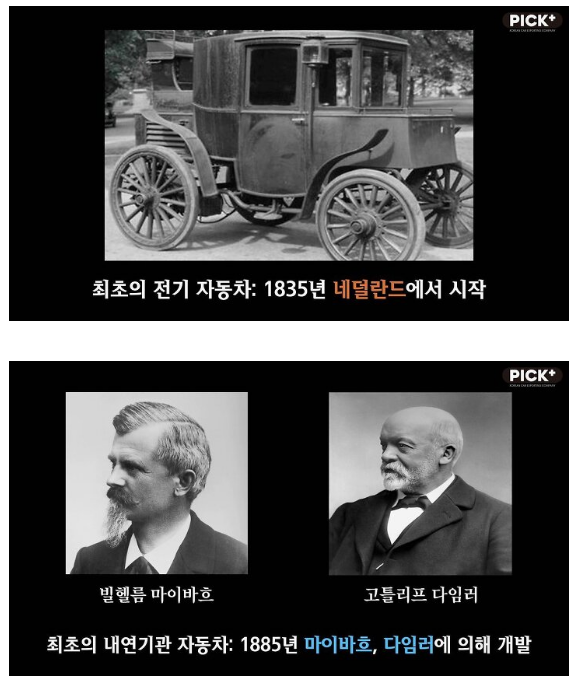 PICK+
최초의 전기 자동차: 1835년 네덜란드에서 시작
PICK+
빌헬름 마이바흐
고틀리프 다임러
최초의 내연기관 자동차: 1885년 마이바흐, 다임러에 의해 개발